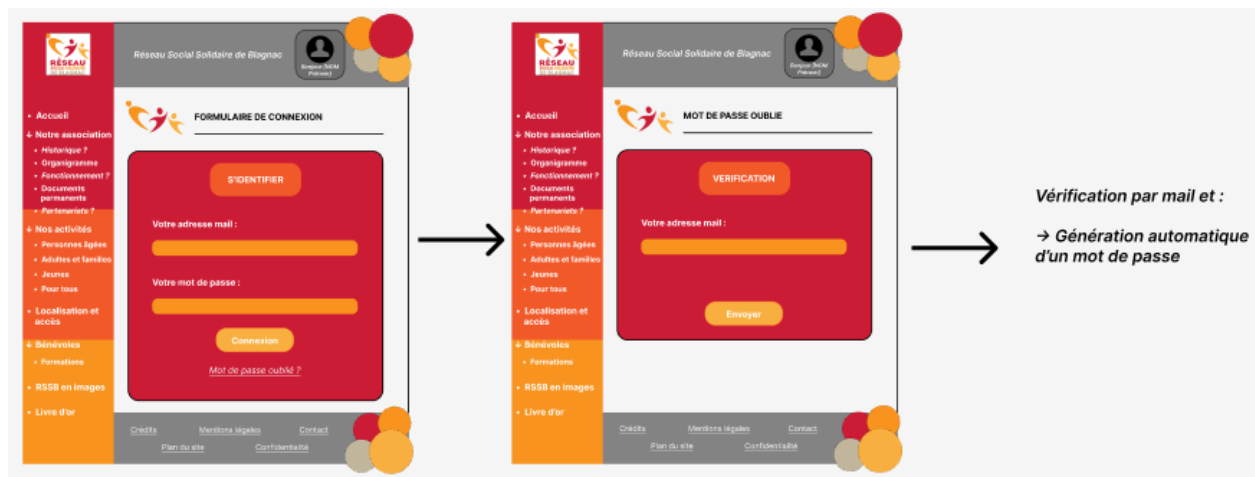 RÉSEAU
Réseau Social Solidaire de Blagnac
Bonjour [NOM
Prénom]
• Accueil
↓ Notre association
• Historique ?
• Organigramme
• Fonctionnement ?
• Documents
permanents
• Partenariats ?
↓ Nos activités
• Personnes âgées
• Adultes et familles
• Jeunes
• Pour tous
• Localisation et
accès
↓ Bénévoles
• Formations
• RSSB en images
• Livre d'or
FORMULAIRE DE CONNEXION
S'IDENTIFIER
Votre adresse mail :
Votre mot de passe :
Connexion
Mot de passe oublié ?
Crédits Mentions légales Contact
Plan du site Confidentialité
RÉSEAU
Réseau Social Solidaire de Blagnac
Bonjour [NOM
Prénom]
• Accueil
↓ Notre association
• Historique ?
• Organigramme
• Fonctionnement ?
• Documents
permanents
• Partenariats ?
↓ Nos activités
• Personnes âgées
• Adultes et familles
• Jeunes
• Pour tous
• Localisation et
accès
↓ Bénévoles
• Formations
• RSSB en images
• Livre d'or
MOT DE PASSE OUBLIE
VERIFICATION
Votre adresse mail :
Envoyer
Crédits Mentions légales Contact
Plan du site Confidentialité
Vérification par mail et :
→ Génération automatique
d'un mot de passe